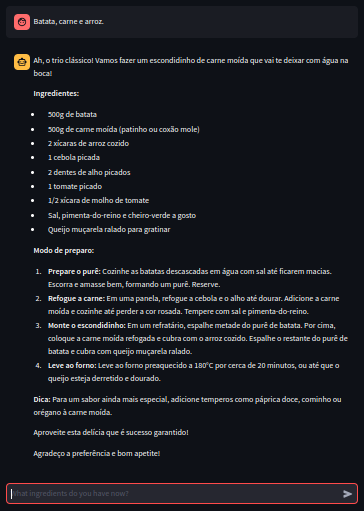 Batata, carne e arroz.
Ah, o trio clássico! Vamos fazer um escondidinho de carne moída que vai te deixar com água na
boca!
Ingredientes:
500g de batata
500g de carne moída (patinho ou coxão mole)
2 xícaras de arroz cozido
1 cebola picada
2 dentes de alho picados
1 tomate picado
1/2 xícara de molho de tomate
Sal, pimenta-do-reino e cheiro-verde a gosto
Queijo muçarela ralado para gratinar
Modo de preparo:
1. Prepare o purê: Cozinhe as batatas descascadas em água com sal até ficarem macias.
Escorra e amasse bem, formando um purê. Reserve.
2. Refogue a carne: Em uma panela, refogue a cebola e o alho até dourar. Adicione a carne
moída e cozinhe até perder a cor rosada. Tempere com sal e pimenta-do-reino.
3. Monte o escondidinho: Em um refratário, espalhe metade do purê de batata. Por cima,
coloque a carne moída refogada e cubra com o arroz cozido. Espalhe o restante do purê de
batata e cubra com queijo muçarela ralado.
4. Leve ao forno: Leve ao forno preaquecido a 180°C por cerca de 20 minutos, ou até que o
queijo esteja derretido e dourado.
Dica: Para um sabor ainda mais especial, adicione temperos como páprica doce, cominho ou
orégano à carne moída.
Aproveite esta delícia que é sucesso garantido!
Agradeço a preferência e bom apetite!
What ingredients do you have now?